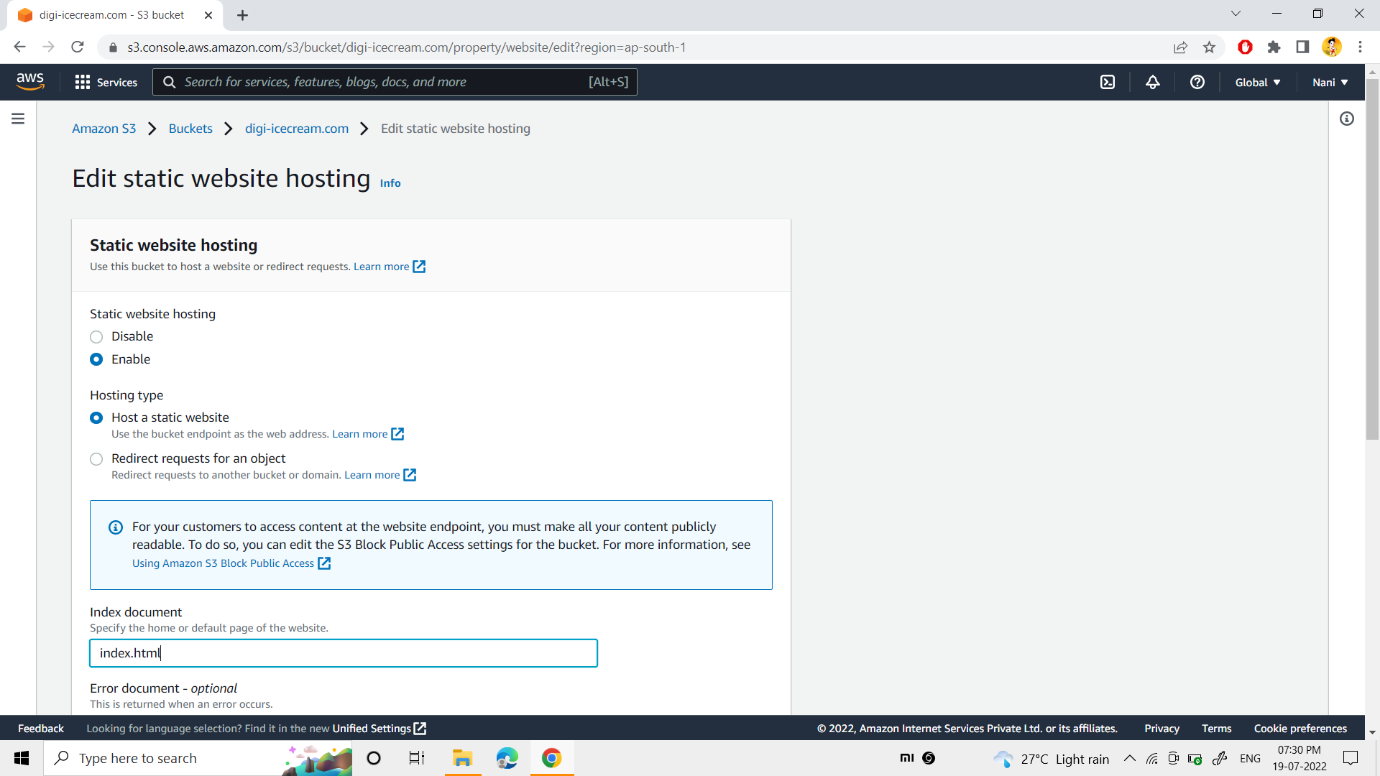 digi-icecream.com - S3 bucket
s3.console.aws.amazon.com/s3/bucket/digi-icecream.com/property/website/edit?region=ap-south-1
aws
Services
Search for services, features, blogs, docs, and more
[Alt+S]
Global
Nani
Amazon S3 > Buckets > digi-icecream.com > Edit static website hosting
Edit static website hosting Info
Static website hosting
Use this bucket to host a website or redirect requests. Learn more
Static website hosting
Disable
Enable
Hosting type
Host a static website
Use the bucket endpoint as the web address. Learn more
Redirect requests for an object
Redirect requests to another bucket or domain. Learn more
For your customers to access content at the website endpoint, you must make all your content publicly
readable. To do so, you can edit the S3 Block Public Access settings for the bucket. For more information, see
Using Amazon S3 Block Public Access
Index document
Specify the home or default page of the website.
index.html
Error document - optional
This is returned when an error occurs.
Feedback
Looking for language selection? Find it in the new Unified Settings
© 2022, Amazon Internet Services Private Ltd. or its affiliates.
Privacy
Terms
Cookie preferences
Type here to search
27°C Light rain
ENG
07:30 PM
19-07-2022